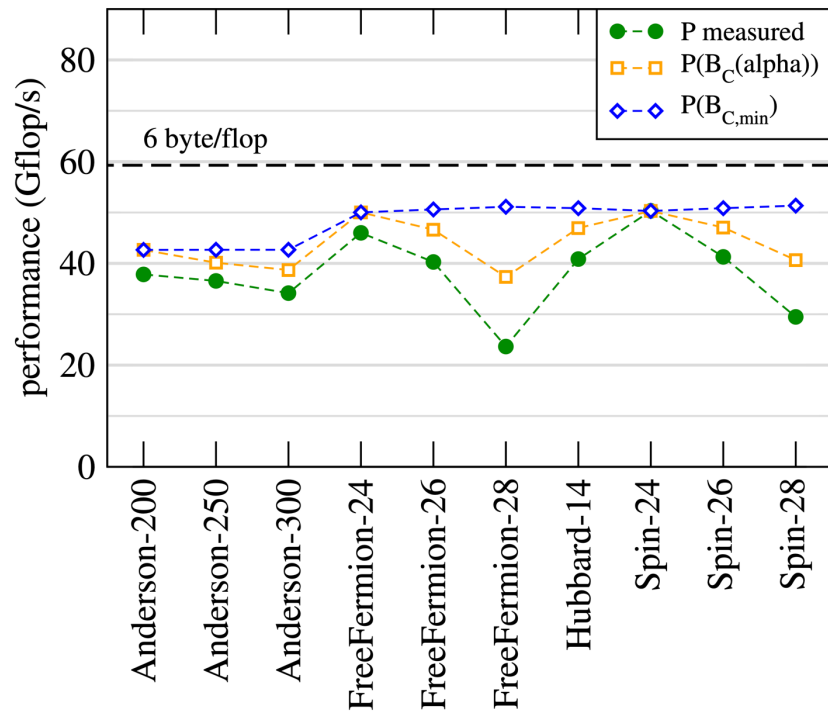 P measured
P(B_C(alpha))
P(B_C,min)
6 byte/flop
performance (Gflop/s)
80
60
40
20
0
Anderson-200
Anderson-250
Anderson-300
FreeFermion-24
FreeFermion-26
FreeFermion-28
Hubbard-14
Spin-24
Spin-26
Spin-28